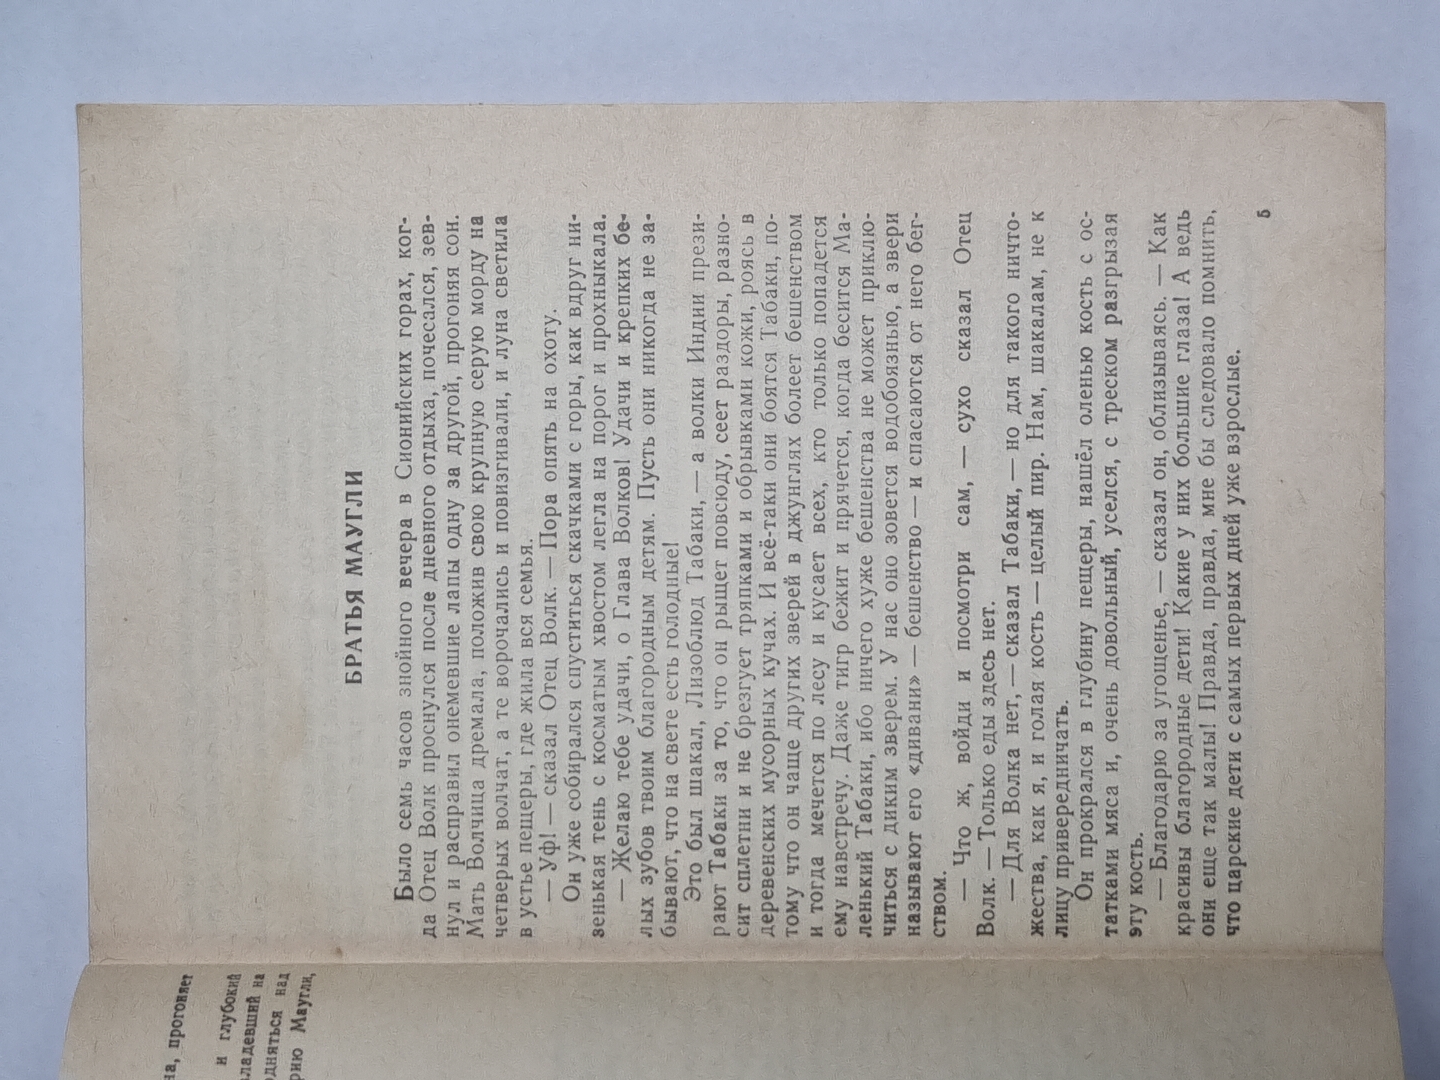 на, прогоняет
и глубокий
владевший на
одняться над
рию Маугли,
БРАТЬЯ МАУГЛИ
Было семь часов знойного вечера в Сионийских горах, ког-
да Отец Волк проснулся после дневного отдыха, почесался, зев-
нул и расправил онемевшие лапы одну за другой, прогоняя сон.
Мать Волчица дремала, положив свою крупную серую морду на
четверых волчат, а те ворочались и повизгивали, и луна светила
в устье пещеры, где жила вся семья.
— Уф! — сказал Отец Волк. — Пора опять на охоту.
Он уже собирался спуститься скачками с горы, как вдруг ни-
зенькая тень с косматым хвостом легла на порог и прохныкала.
— Желаю тебе удачи, о Глава Волков! Удачи и крепких бе-
лых зубов твоим благородным детям. Пусть они никогда не за-
бывают, что на свете есть голодные!
Это был шакал, Лизоблюд Табаки, — а волки Индии прези-
рают Табаки за то, что он рыщет повсюду, сеет раздоры, разно-
сит сплетни и не брезгует тряпками и обрывками кожи, роясь в
деревенских мусорных кучах. И всё-таки они боятся Табаки, по-
тому что он чаще других зверей в джунглях болеет бешенством
и тогда мечется по лесу и кусает всех, кто только попадется
ему навстречу. Даже тигр бежит и прячется, когда бесится Ма-
ленький Табаки, ибо ничего хуже бешенства не может приклю-
читься с диким зверем. У нас оно зовется водобоязнью, а звери
называют его «дивани» — бешенство — и спасаются от него бег-
ством.
— Что ж, войди и посмотри сам, — сухо сказал Отец
Волк. — Только еды здесь нет.
— Для Волка нет, — сказал Табаки, — но для такого ничто-
жества, как я, и голая кость — целый пир. Нам, шакалам, не к
лицу привередничать.
Он прокрался в глубину пещеры, нашёл оленью кость с ос-
татками мяса и, очень довольный, уселся, с треском разгрызая
эту кость.
— Благодарю за угощенье, — сказал он, облизываясь. — Как
красивы благородные дети! Какие у них большие глаза! А ведь
они еще так малы! Правда, правда, мне бы следовало помнить,
что царские дети с самых первых дней уже взрослые.
5